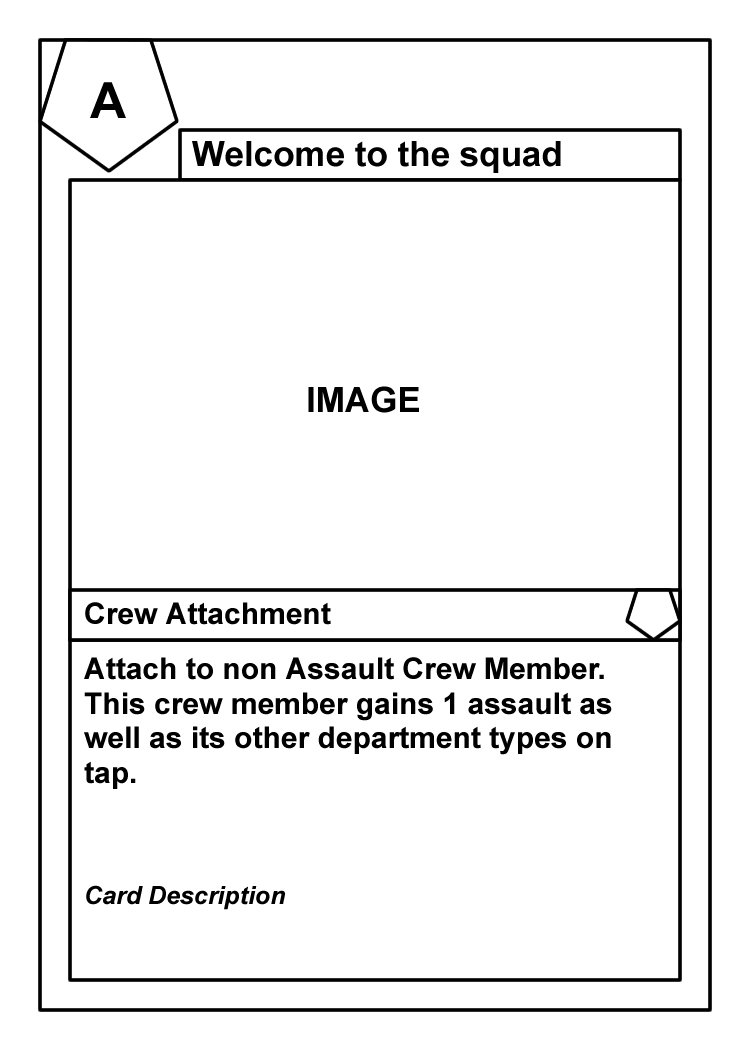 A
Welcome to the squad
IMAGE
Crew Attachment
Attach to non Assault Crew Member.
This crew member gains 1 assault as
well as its other department types on
tap.
Card Description